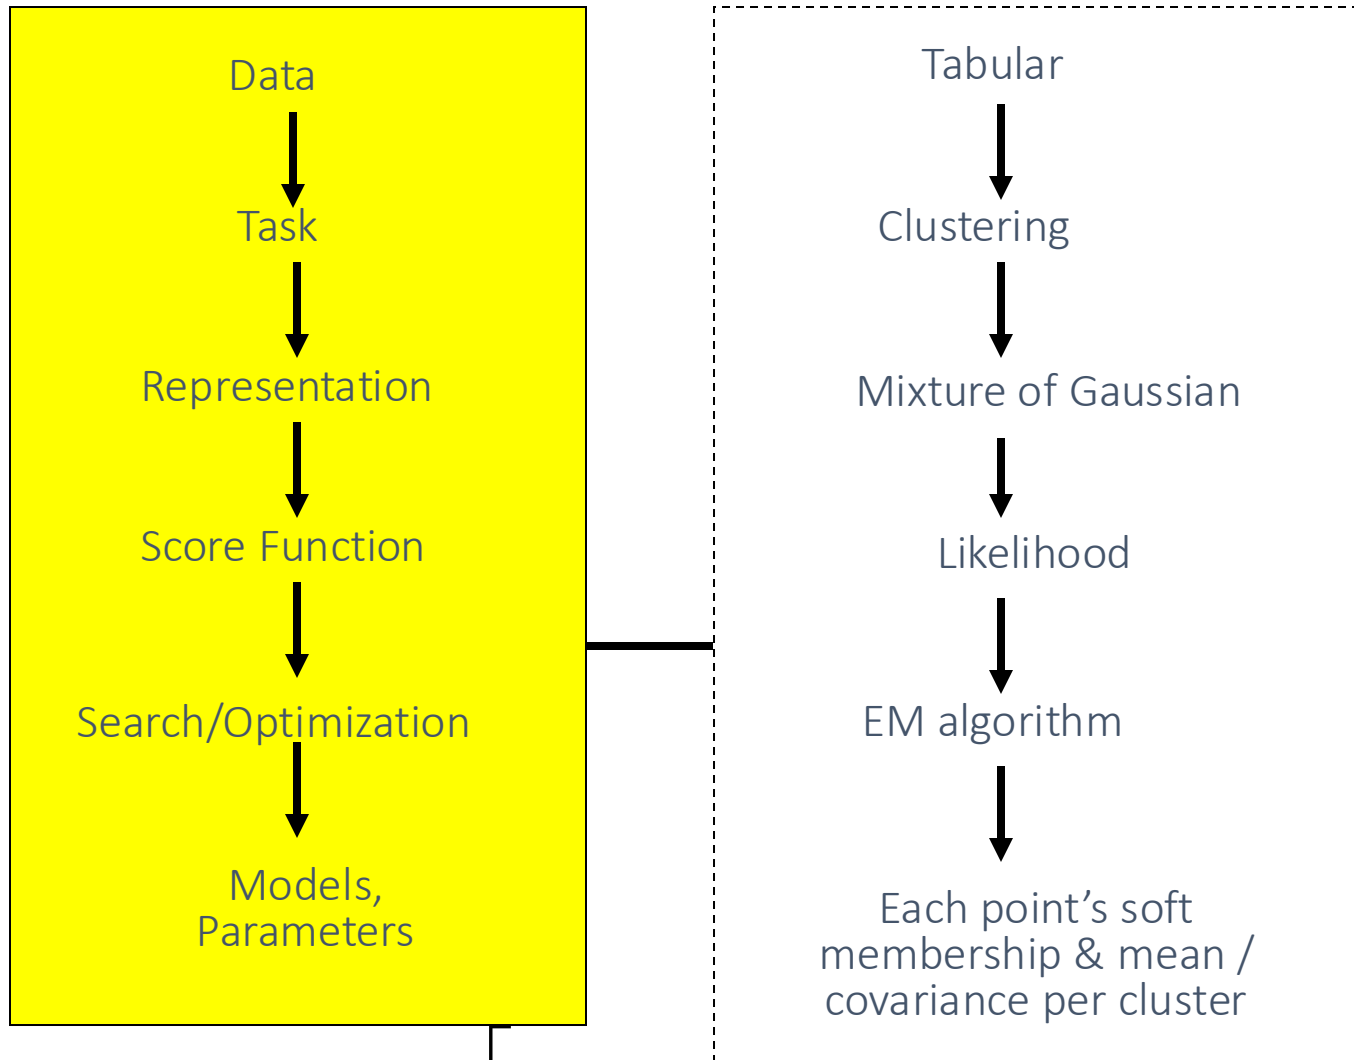 Data
Task
Representation
Score Function
Search/Optimization
Models,
Parameters
Tabular
Clustering
Mixture of Gaussian
Likelihood
EM algorithm
Each point’s soft
membership & mean /
covariance per cluster